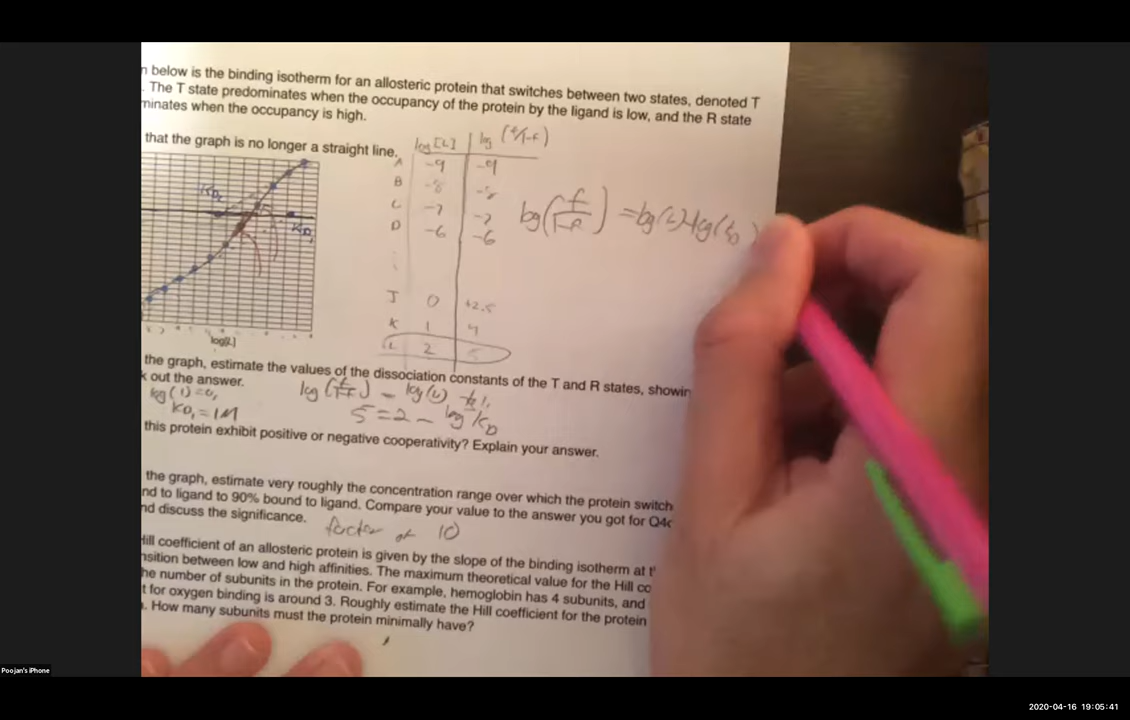 n below is the binding isotherm for an allosteric protein that switches between two states, denoted T
. The T state predominates when the occupancy of the protein by the ligand is low, and the R state
minates when the occupancy is high.
that the graph is no longer a straight line.
log [L] log (f/1-f)
A -9 -9
B -8 -8
C -7 -7
D -6 -6
J 0 +2.5
K 1 4
L 2 5
KD2
KD1
log[L]
the graph, estimate the values of the dissociation constants of the T and R states, showin
k out the answer.
log(1)=0,
KD1 = 1M
5 = 2 - log KD
this protein exhibit positive or negative cooperativity? Explain your answer.
the graph, estimate very roughly the concentration range over which the protein switch
nd to ligand to 90% bound to ligand. Compare your value to the answer you got for Q4c
nd discuss the significance.
factor of 10
Hill coefficient of an allosteric protein is given by the slope of the binding isotherm at t
nsition between low and high affinities. The maximum theoretical value for the Hill co
he number of subunits in the protein. For example, hemoglobin has 4 subunits, and
t for oxygen binding is around 3. Roughly estimate the Hill coefficient for the protein
. How many subunits must the protein minimally have?
Poojan's iPhone
2020-04-16 19:05:41